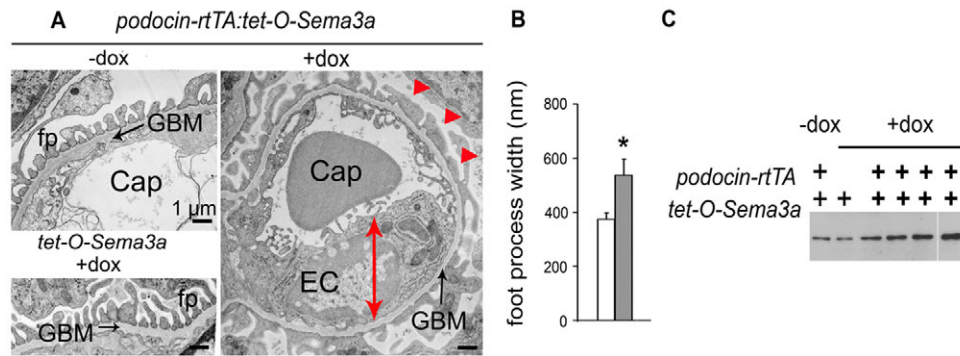 A
podocin-rtTA:tet-O-Sema3a
-dox
+dox
fp
GBM
Cap
1 µm
tet-O-Sema3a
+dox
fp
GBM
Cap
EC
GBM
B
foot process width (nm)
800
600
400
200
0
*
C
-dox +dox
podocin-rtTA + + + + +
tet-O-Sema3a + + + + + +